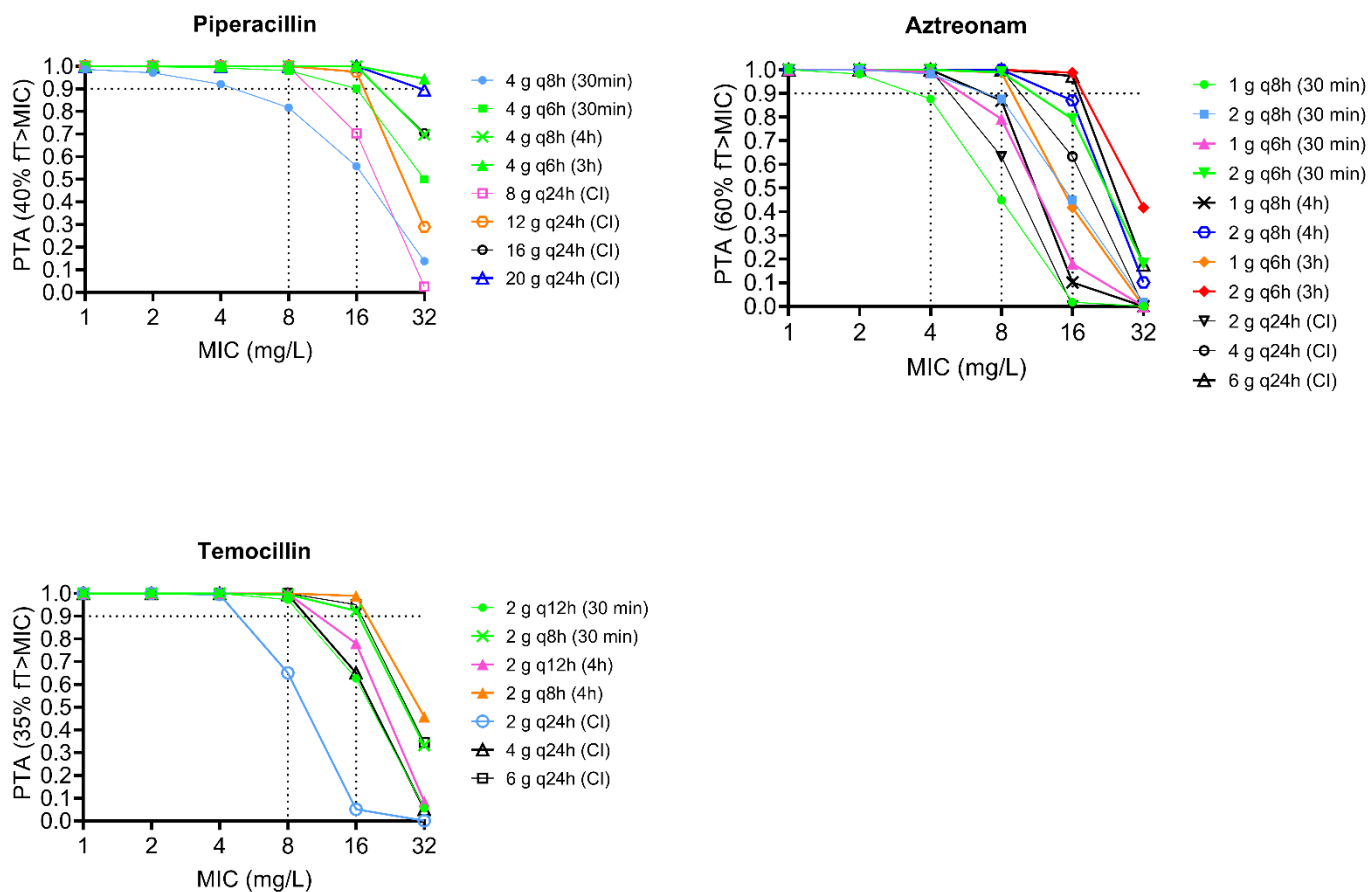 Piperacillin
PTA (40% fT>MIC)
1.0
0.9
0.8
0.7
0.6
0.5
0.4
0.3
0.2
0.1
0.0
1 2 4 8 16 32
MIC (mg/L)
4 g q8h (30min)
4 g q6h (30min)
4 g q8h (4h)
4 g q6h (3h)
8 g q24h (CI)
12 g q24h (CI)
16 g q24h (CI)
20 g q24h (CI)
Aztreonam
PTA (60% fT>MIC)
1.0
0.9
0.8
0.7
0.6
0.5
0.4
0.3
0.2
0.1
0.0
1 2 4 8 16 32
MIC (mg/L)
1 g q8h (30 min)
2 g q8h (30 min)
1 g q6h (30 min)
2 g q6h (30 min)
1 g q8h (4h)
2 g q8h (4h)
1 g q6h (3h)
2 g q6h (3h)
2 g q24h (CI)
4 g q24h (CI)
6 g q24h (CI)
Temocillin
PTA (35% fT>MIC)
1.0
0.9
0.8
0.7
0.6
0.5
0.4
0.3
0.2
0.1
0.0
1 2 4 8 16 32
MIC (mg/L)
2 g q12h (30 min)
2 g q8h (30 min)
2 g q12h (4h)
2 g q8h (4h)
2 g q24h (CI)
4 g q24h (CI)
6 g q24h (CI)